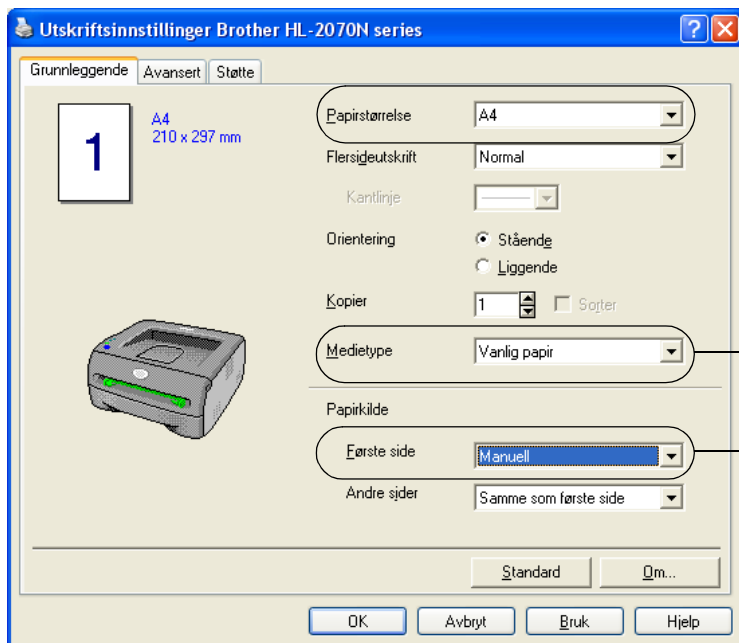 Utskriftsinnstillinger Brother HL-2070N series
Grunnleggende Avansert Støtte
1
A4
210 x 297 mm
Papirstørrelse A4
Flersideutskrift Normal
Kantlinje
Orientering Stående
Liggende
Kopier 1 Sorter
Medietype Vanlig papir
Papirkilde
Første side Manuell
Andre sider Samme som første side
Standard Om...
OK Avbryt Bruk Hjelp